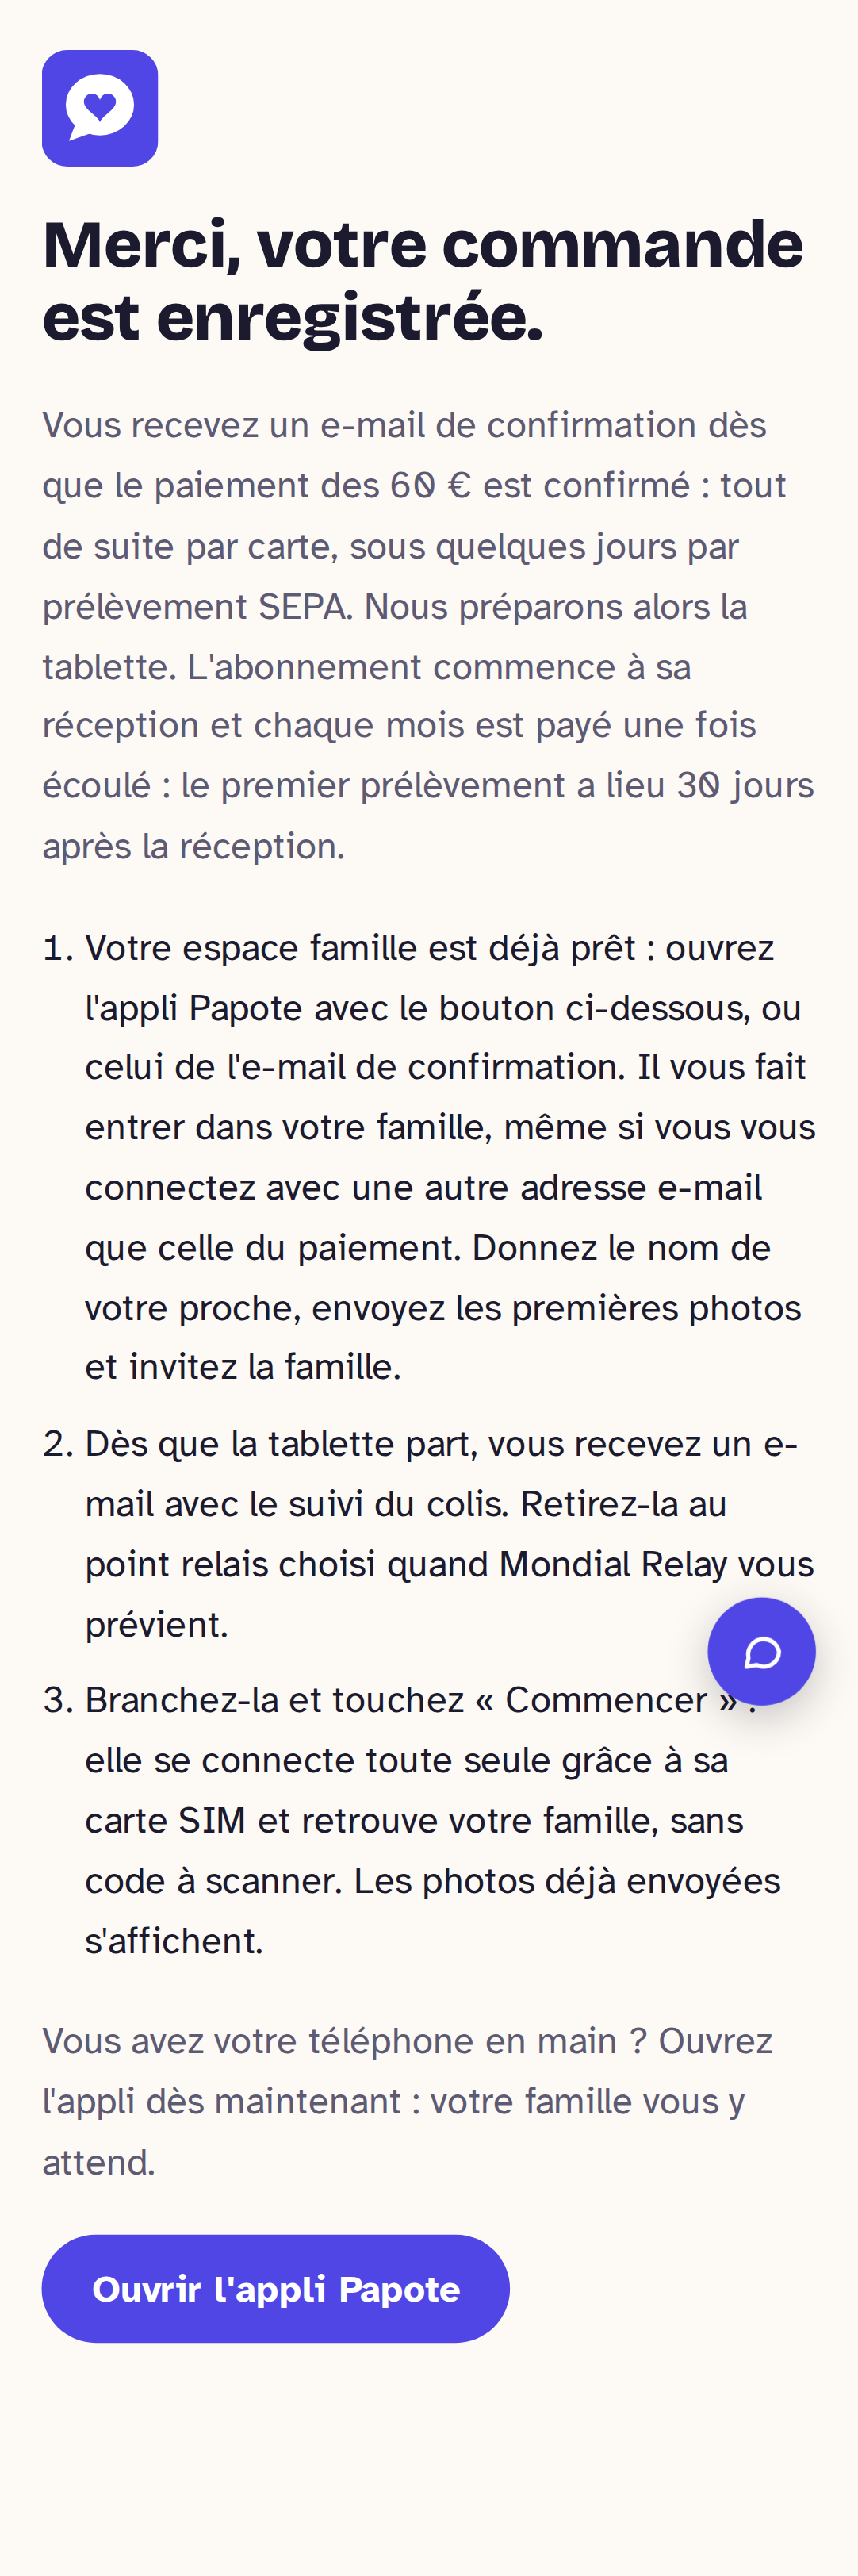 Merci, votre commande
est enregistrée.
Vous recevez un e-mail de confirmation dès
que le paiement des 60 € est confirmé : tout
de suite par carte, sous quelques jours par
prélèvement SEPA. Nous préparons alors la
tablette. L'abonnement commence à sa
réception et chaque mois est payé une fois
écoulé : le premier prélèvement a lieu 30 jours
après la réception.
1. Votre espace famille est déjà prêt : ouvrez
l'appli Papote avec le bouton ci-dessous, ou
celui de l'e-mail de confirmation. Il vous fait
entrer dans votre famille, même si vous vous
connectez avec une autre adresse e-mail
que celle du paiement. Donnez le nom de
votre proche, envoyez les premières photos
et invitez la famille.
2. Dès que la tablette part, vous recevez un e-
mail avec le suivi du colis. Retirez-la au
point relais choisi quand Mondial Relay vous
prévient.
3. Branchez-la et touchez « Commencer » :
elle se connecte toute seule grâce à sa
carte SIM et retrouve votre famille, sans
code à scanner. Les photos déjà envoyées
s'affichent.
Vous avez votre téléphone en main ? Ouvrez
l'appli dès maintenant : votre famille vous y
attend.
Ouvrir l'appli Papote